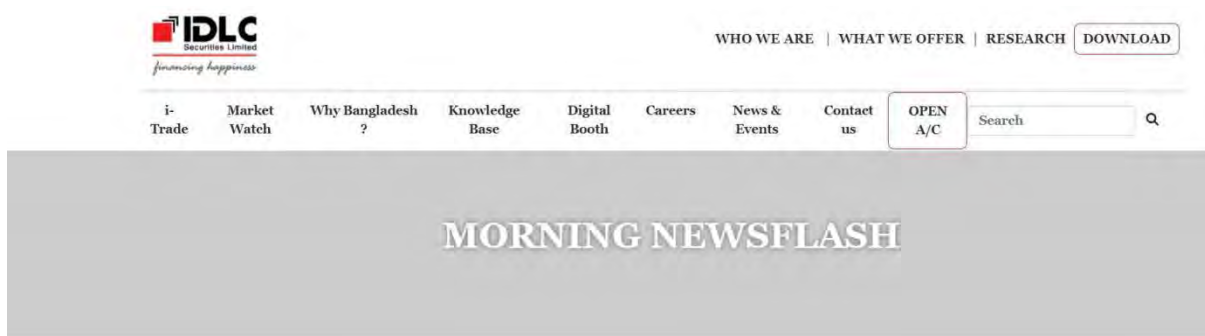 IDLC
Securities Limited
financing happiness
WHO WE ARE | WHAT WE OFFER | RESEARCH DOWNLOAD
i-Trade Market Watch Why Bangladesh ? Knowledge Base Digital Booth Careers News & Events Contact us OPEN A/C Search
MORNING NEWSFLASH